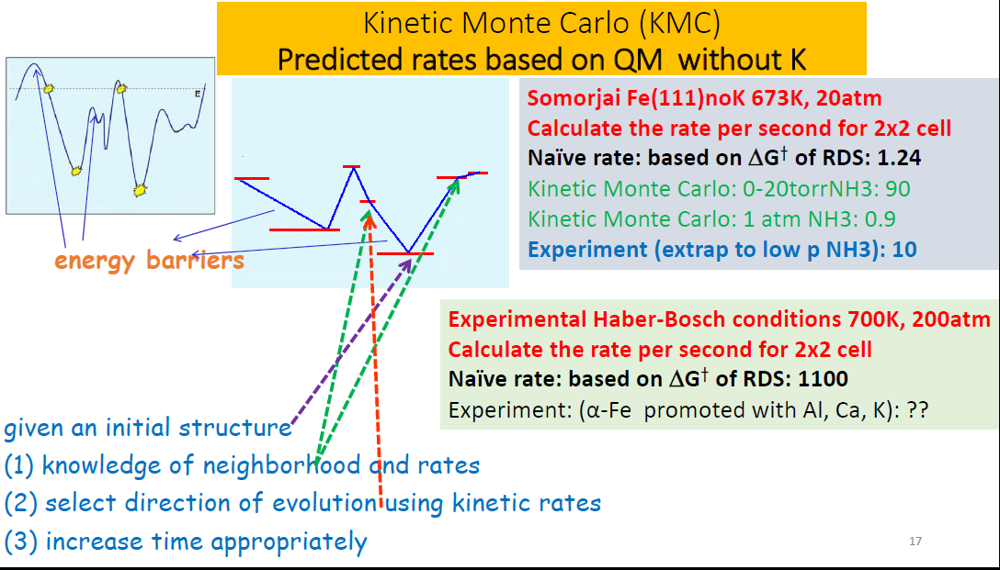 Kinetic Monte Carlo (KMC)
Predicted rates based on QM without K
E
energy barriers
Somorjai Fe(111)noK 673K, 20atm
Calculate the rate per second for 2x2 cell
Naïve rate: based on ΔG† of RDS: 1.24
Kinetic Monte Carlo: 0-20torrNH3: 90
Kinetic Monte Carlo: 1 atm NH3: 0.9
Experiment (extrap to low p NH3): 10
Experimental Haber-Bosch conditions 700K, 200atm
Calculate the rate per second for 2x2 cell
Naïve rate: based on ΔG† of RDS: 1100
Experiment: (α-Fe promoted with Al, Ca, K): ??
given an initial structure
(1) knowledge of neighborhood and rates
(2) select direction of evolution using kinetic rates
(3) increase time appropriately
17